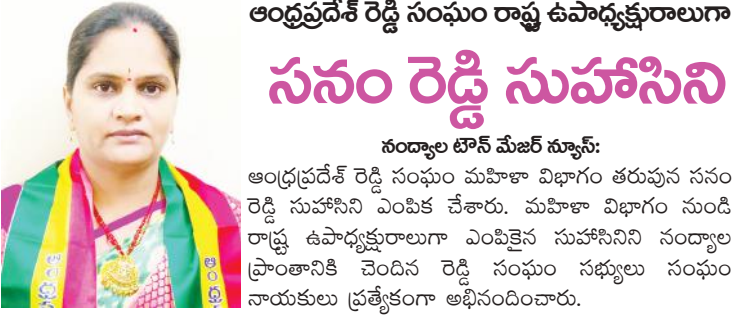 ఆంధ్రప్రదేశ్ రెడ్డి సంఘం రాష్ట్ర ఉపాధ్యక్షురాలుగా
సనం రెడ్డి సుహాసిని
నంద్యాల టౌన్ మేజర్ న్యూస్:
ఆంధ్రప్రదేశ్ రెడ్డి సంఘం మహిళా విభాగం తరుపున సనం
రెడ్డి సుహాసిని ఎంపిక చేశారు. మహిళా విభాగం నుండి
రాష్ట్ర ఉపాధ్యక్షురాలుగా ఎంపికైన సుహాసినిని నంద్యాల
ప్రాంతానికి చెందిన రెడ్డి సంఘం సభ్యులు సంఘం
నాయకులు ప్రత్యేకంగా అభినందించారు.